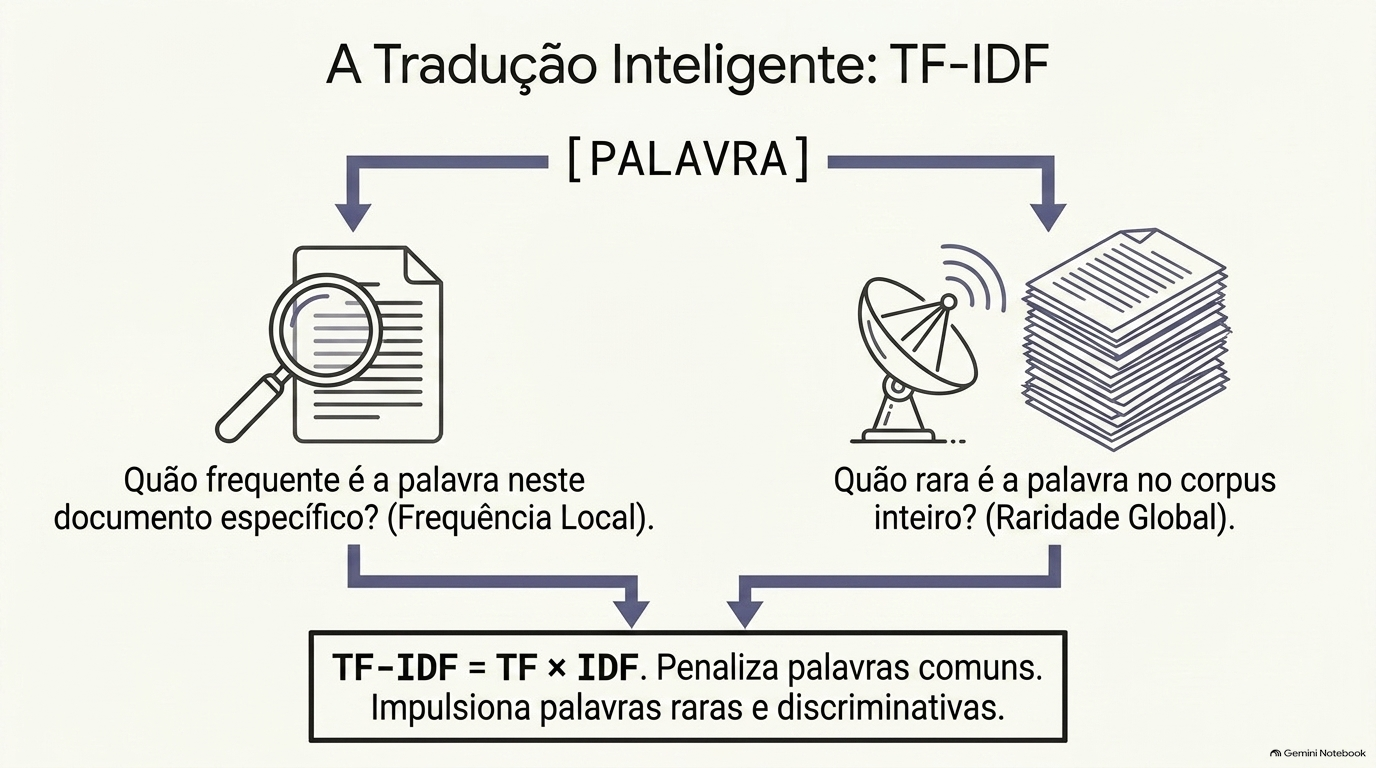 A Tradução Inteligente: TF-IDF
[PALAVRA]
Quão frequente é a palavra neste
documento específico? (Frequência Local).
Quão rara é a palavra no corpus
inteiro? (Raridade Global).
TF-IDF = TF × IDF. Penaliza palavras comuns.
Impulsiona palavras raras e discriminativas.
Gemini Notebook